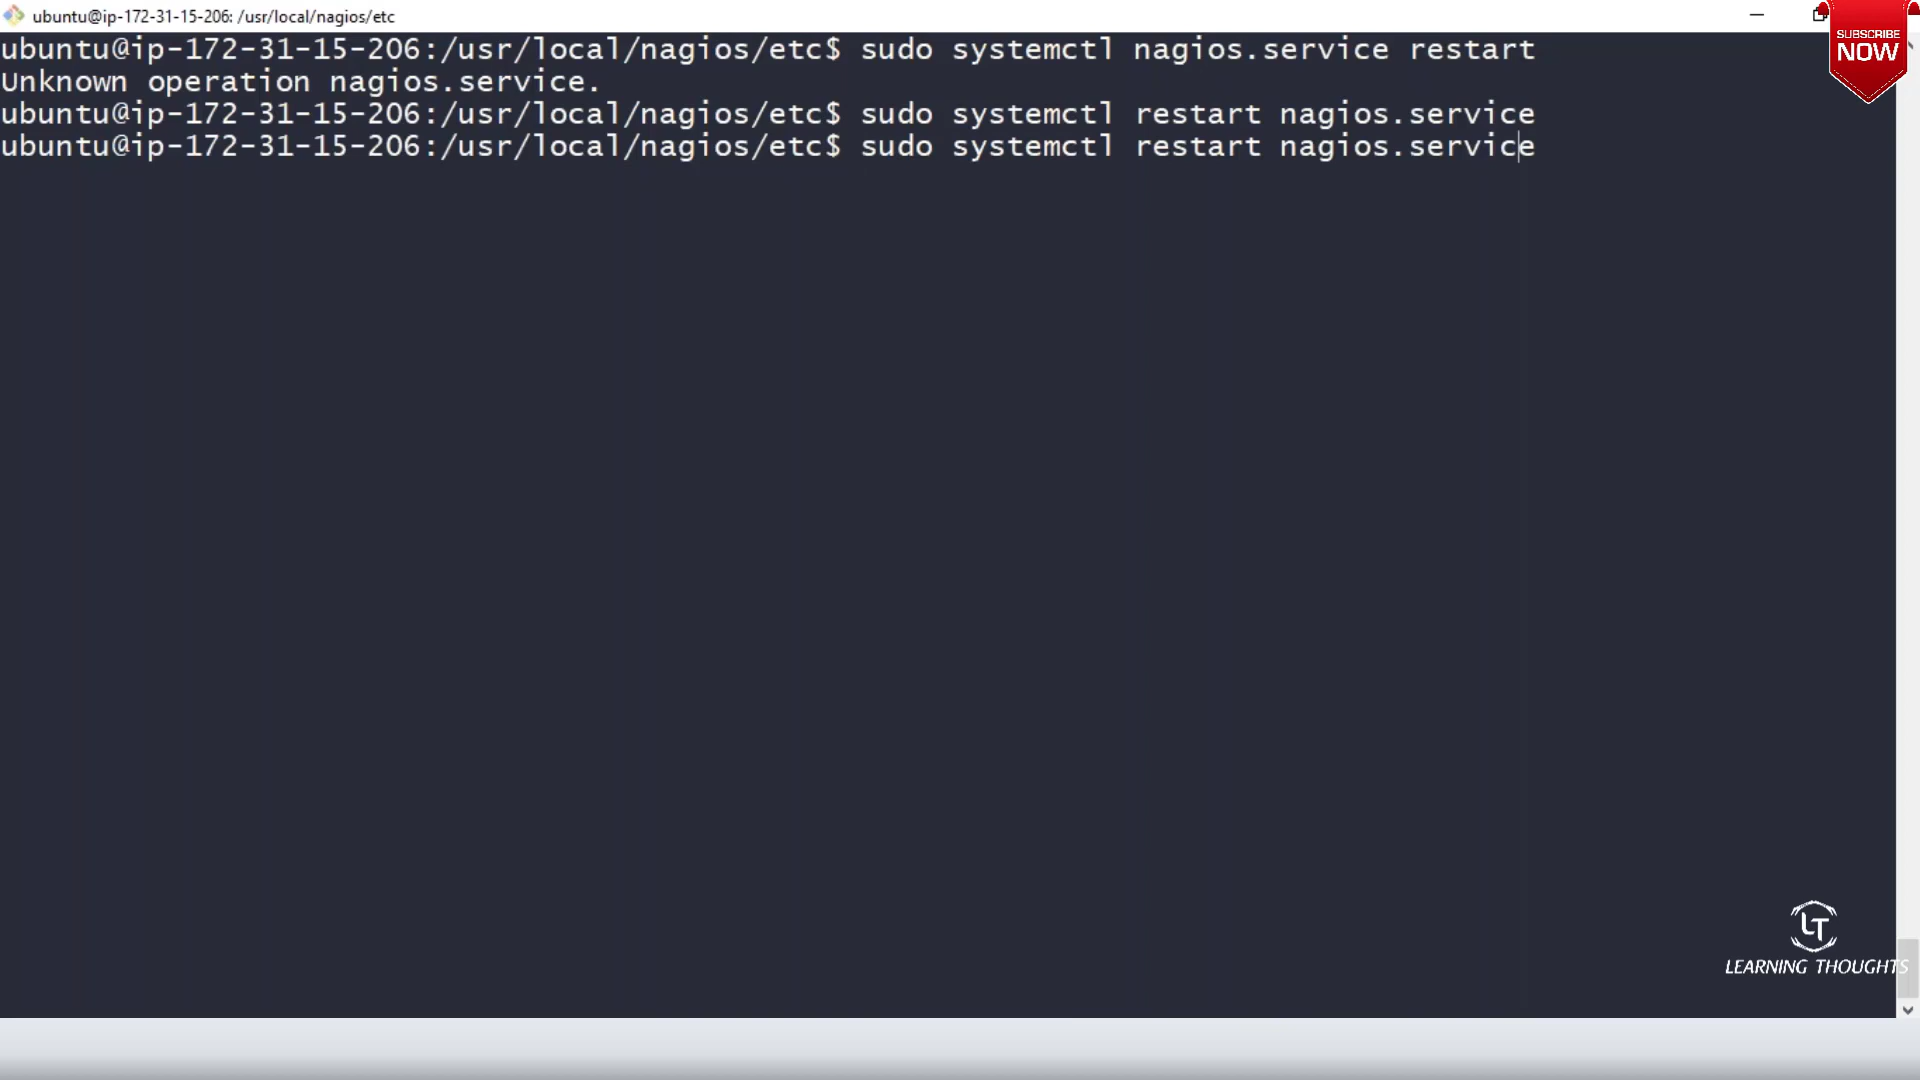 ubuntu@ip-172-31-15-206: /usr/local/nagios/etc
SUBSCRIBE
NOW
ubuntu@ip-172-31-15-206:/usr/local/nagios/etc$ sudo systemctl nagios.service restart
Unknown operation nagios.service.
ubuntu@ip-172-31-15-206:/usr/local/nagios/etc$ sudo systemctl restart nagios.service
ubuntu@ip-172-31-15-206:/usr/local/nagios/etc$ sudo systemctl restart nagios.service
LT
LEARNING THOUGHTS